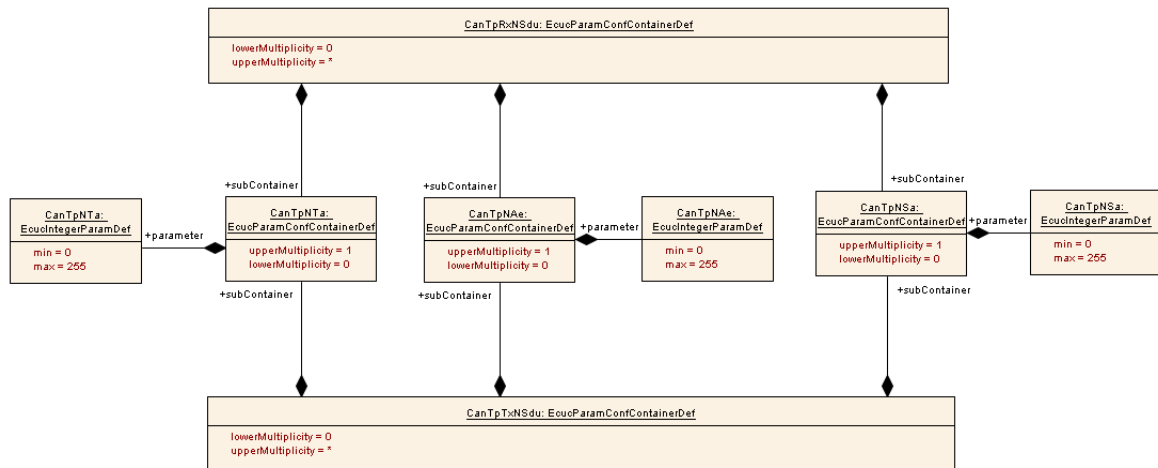 CanTpRxNSdu: EcucParamConfContainerDef
lowerMultiplicity = 0
upperMultiplicity = *
+subContainer
+subContainer
+subContainer
CanTpNTa:
EcucIntegerParamDef
min = 0
max = 255
+parameter
CanTpNTa:
EcucParamConfContainerDef
upperMultiplicity = 1
lowerMultiplicity = 0
CanTpNAe:
EcucParamConfContainerDef
upperMultiplicity = 1
lowerMultiplicity = 0
+parameter
CanTpNAe:
EcucIntegerParamDef
min = 0
max = 255
CanTpNSa:
EcucParamConfContainerDef
upperMultiplicity = 1
lowerMultiplicity = 0
+parameter
CanTpNSa:
EcucIntegerParamDef
min = 0
max = 255
+subContainer
+subContainer
+subContainer
CanTpTxNSdu: EcucParamConfContainerDef
lowerMultiplicity = 0
upperMultiplicity = *